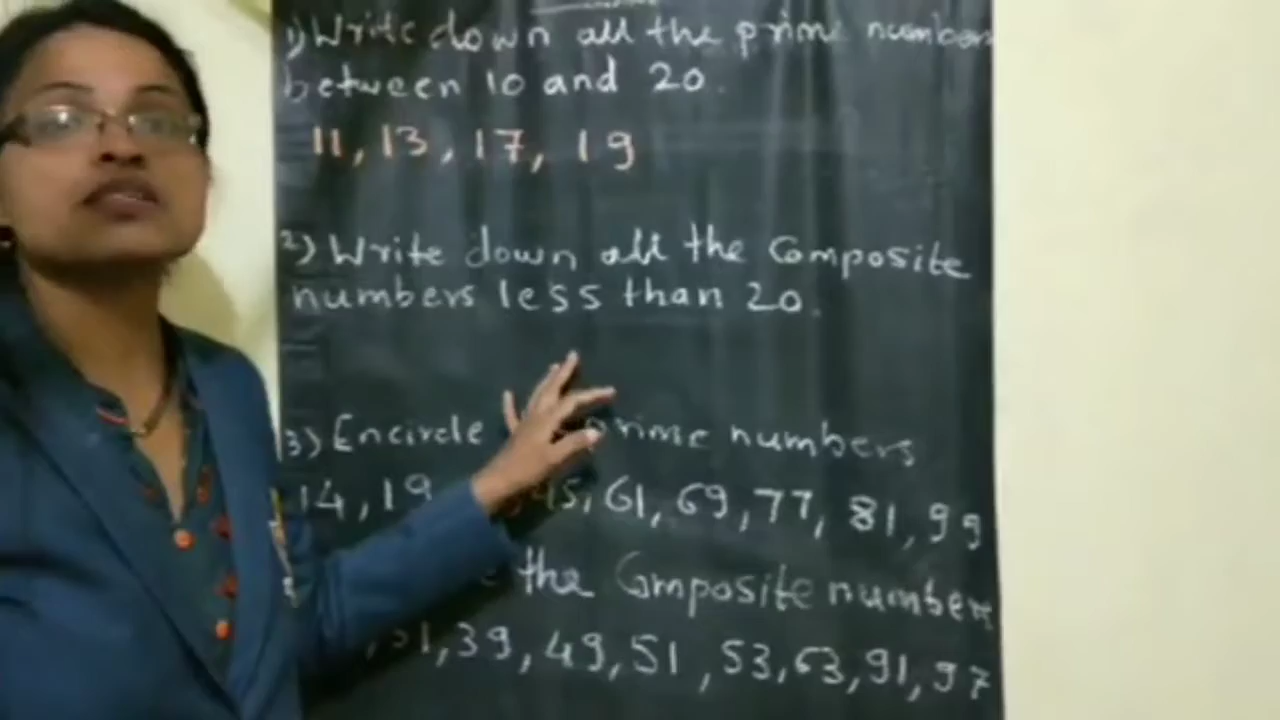 1) Write down all the prime numbers
between 10 and 20.
11, 13, 17, 19
2) Write down all the Composite
numbers less than 20.
3) Encircle prime numbers
14, 19 45, 61, 69, 77, 81, 99
the Composite numbers
39, 49, 51, 53, 63, 91, 97